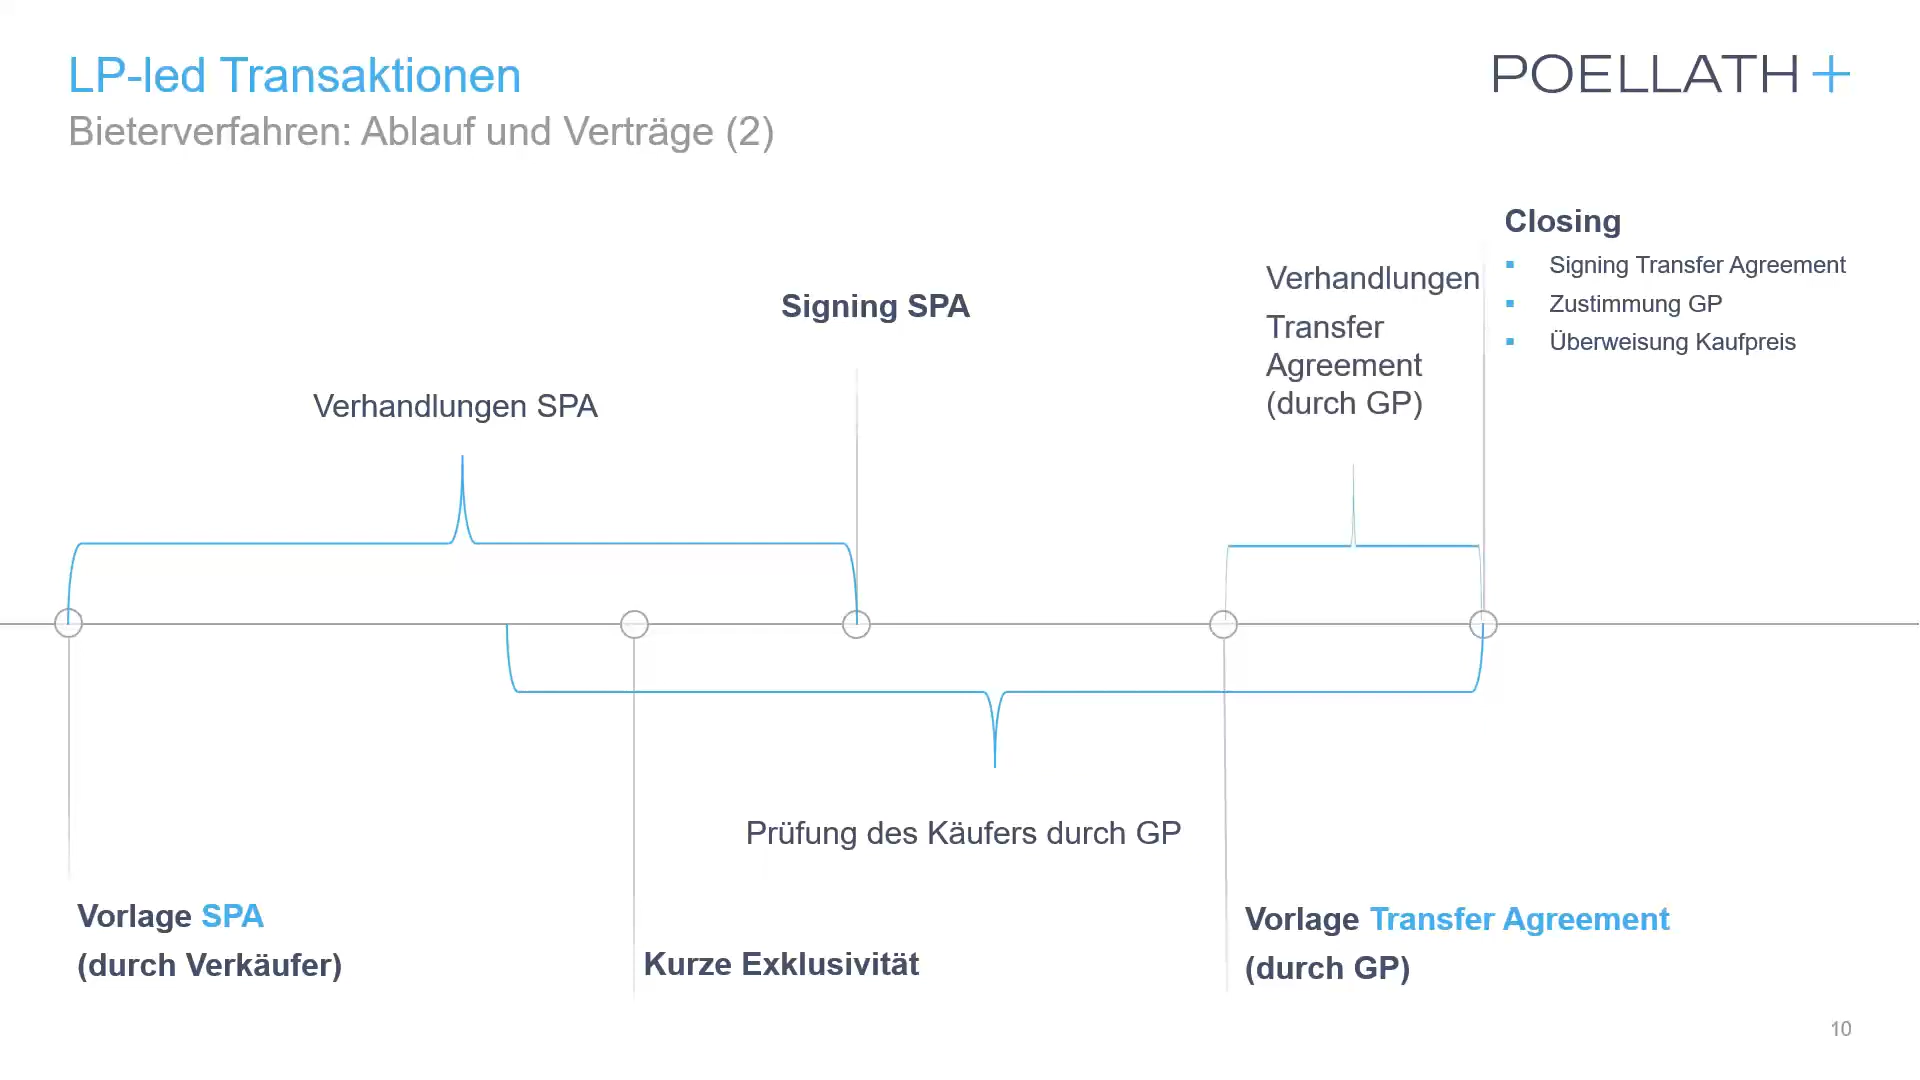 LP-led Transaktionen
POELLATH+
Bieterverfahren: Ablauf und Verträge (2)
Closing
▪ Signing Transfer Agreement
▪ Zustimmung GP
▪ Überweisung Kaufpreis
Verhandlungen
Transfer
Agreement
(durch GP)
Signing SPA
Verhandlungen SPA
Prüfung des Käufers durch GP
Vorlage SPA
(durch Verkäufer)
Kurze Exklusivität
Vorlage Transfer Agreement
(durch GP)
10